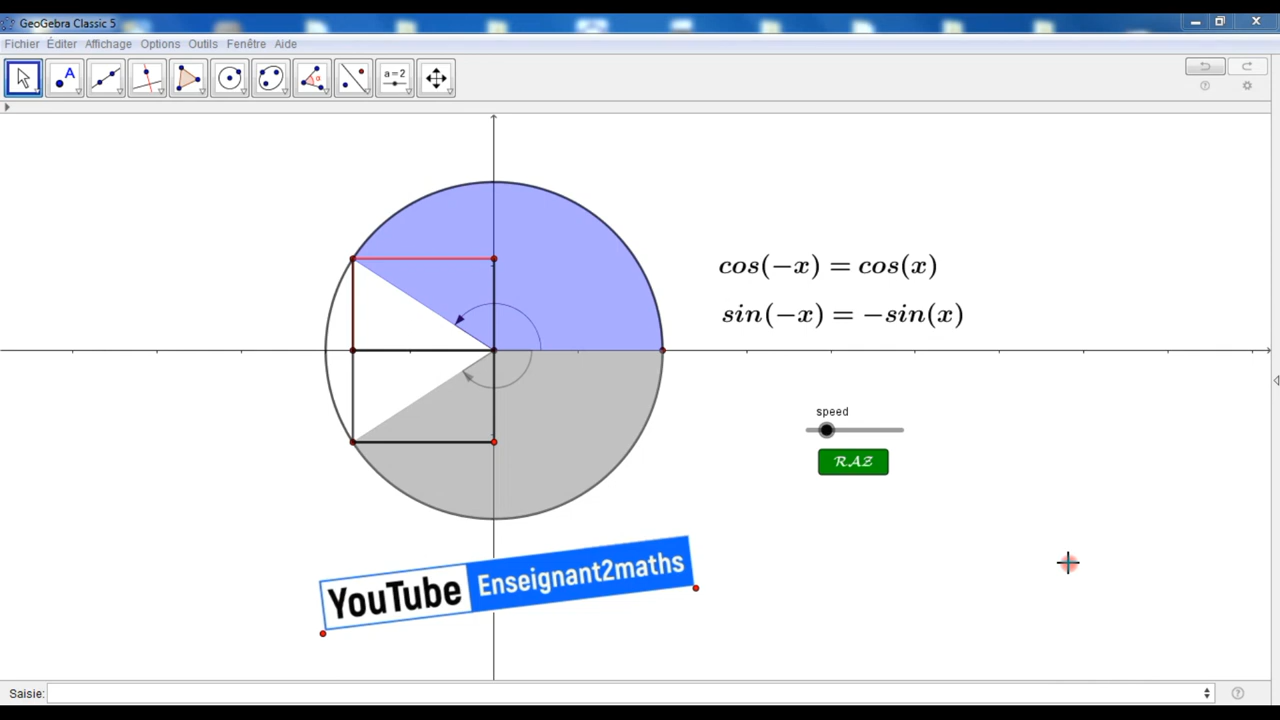 GeoGebra Classic 5
Fichier Éditer Affichage Options Outils Fenêtre Aide
A
α
a = 2
cos(−x) = cos(x)
sin(−x) = −sin(x)
speed
RAZ
YouTube Enseignant2maths
Saisie: